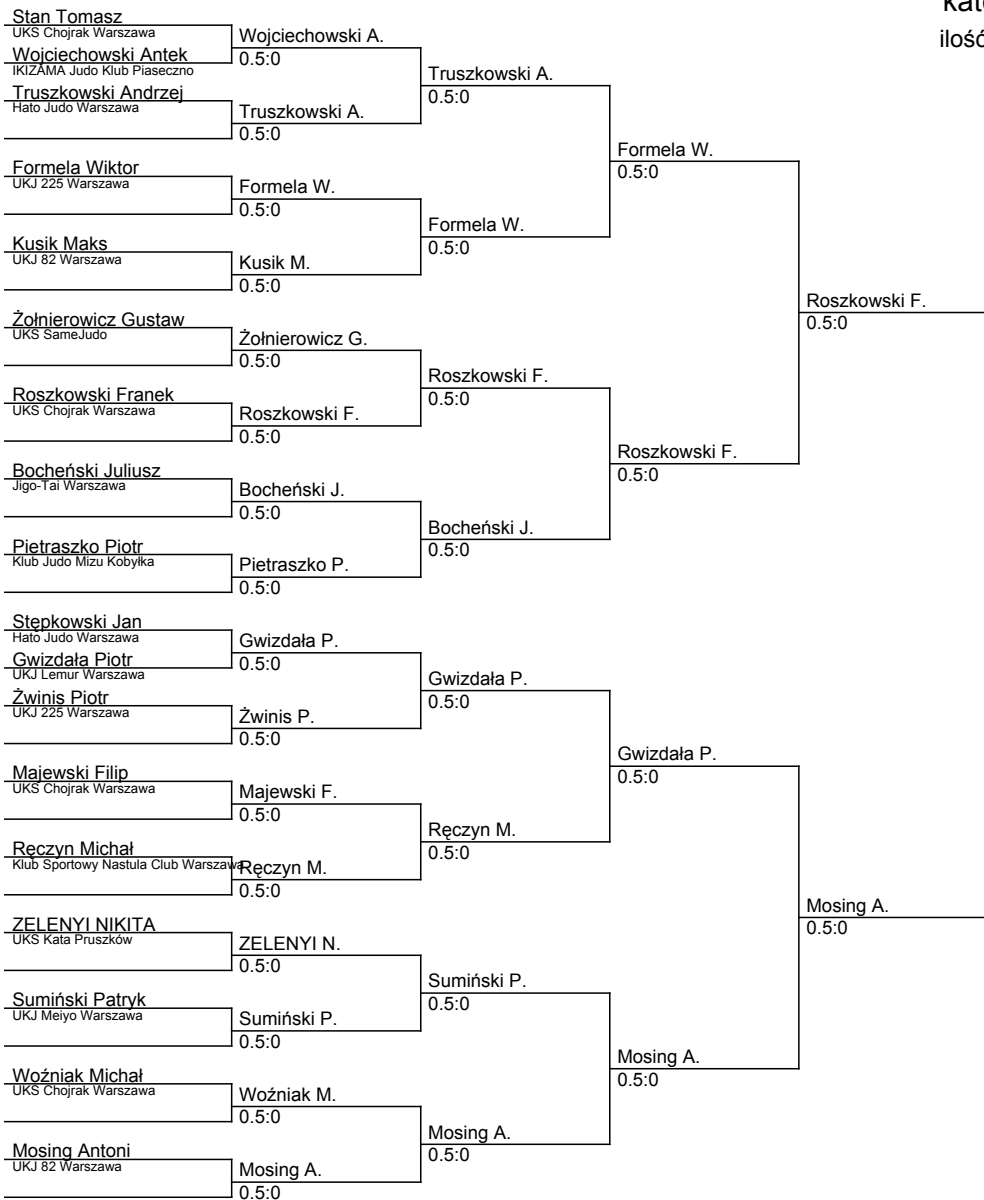 kate
ilość
Stan Tomasz
UKS Chojrak Warszawa
Wojciechowski Antek
IKIZAMA Judo Klub Piaseczno
Truszkowski Andrzej
Hato Judo Warszawa
Formela Wiktor
UKJ 225 Warszawa
Kusik Maks
UKJ 82 Warszawa
Żołnierowicz Gustaw
UKS SameJudo
Roszkowski Franek
UKS Chojrak Warszawa
Bocheński Juliusz
Jigo-Tai Warszawa
Pietraszko Piotr
Klub Judo Mizu Kobyłka
Stępkowski Jan
Hato Judo Warszawa
Gwizdała Piotr
UKJ Lemur Warszawa
Żwinis Piotr
UKJ 225 Warszawa
Majewski Filip
UKS Chojrak Warszawa
Ręczyn Michał
Klub Sportowy Nastula Club Warszawa
ZELENYI NIKITA
UKS Kata Pruszków
Sumiński Patryk
UKJ Meiyo Warszawa
Woźniak Michał
UKS Chojrak Warszawa
Mosing Antoni
UKJ 82 Warszawa
Wojciechowski A.
0.5:0
Truszkowski A.
0.5:0
Formela W.
0.5:0
Kusik M.
0.5:0
Żołnierowicz G.
0.5:0
Roszkowski F.
0.5:0
Bocheński J.
0.5:0
Pietraszko P.
0.5:0
Gwizdała P.
0.5:0
Żwinis P.
0.5:0
Majewski F.
0.5:0
Ręczyn M.
0.5:0
ZELENYI N.
0.5:0
Sumiński P.
0.5:0
Woźniak M.
0.5:0
Mosing A.
0.5:0
Truszkowski A.
0.5:0
Formela W.
0.5:0
Roszkowski F.
0.5:0
Bocheński J.
0.5:0
Gwizdała P.
0.5:0
Ręczyn M.
0.5:0
Sumiński P.
0.5:0
Mosing A.
0.5:0
Formela W.
0.5:0
Roszkowski F.
0.5:0
Gwizdała P.
0.5:0
Mosing A.
0.5:0
Roszkowski F.
0.5:0
Mosing A.
0.5:0